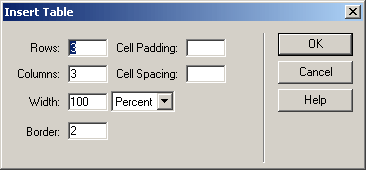 Insert Table
Rows: 3 Cell Padding: OK
Columns: 3 Cell Spacing: Cancel
Width: 100 Percent Help
Border: 2